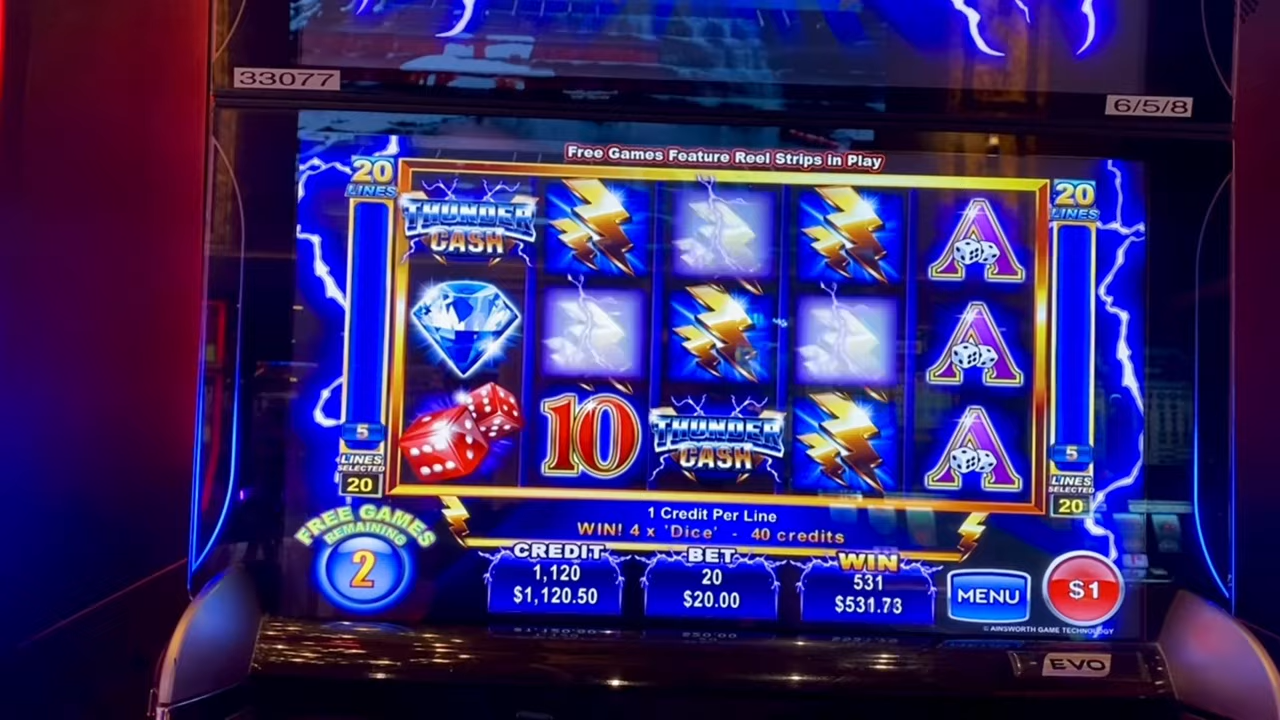 33077
6/5/8
Free Games Feature Reel Strips in Play
20
LINES
20
LINES
THUNDER
CASH
A
A
10
THUNDER
CASH
A
5
LINES
SELECTED
20
5
LINES
SELECTED
20
FREE GAMES
REMAINING
2
1 Credit Per Line
WIN! 4 x 'Dice' - 40 credits
CREDIT
1,120
$1,120.50
BET
20
$20.00
WIN
531
$531.73
MENU
$1
© AINSWORTH GAME TECHNOLOGY
EVO